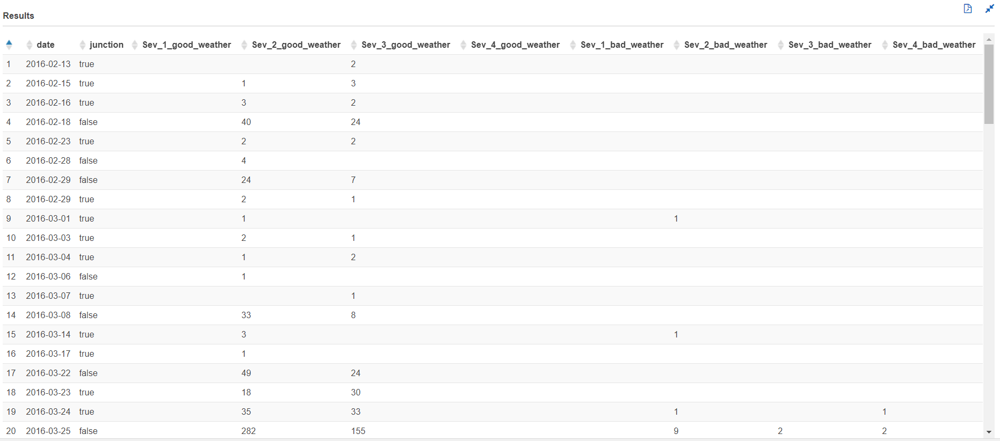 Results
date junction Sev_1_good_weather Sev_2_good_weather Sev_3_good_weather Sev_4_good_weather Sev_1_bad_weather Sev_2_bad_weather Sev_3_bad_weather Sev_4_bad_weather
1 2016-02-13 true 2
2 2016-02-15 true 1 3
3 2016-02-16 true 3 2
4 2016-02-18 false 40 24
5 2016-02-23 true 2 2
6 2016-02-28 false 4
7 2016-02-29 false 24 7
8 2016-02-29 true 2 1
9 2016-03-01 true 1 1
10 2016-03-03 true 2 1
11 2016-03-04 true 1 2
12 2016-03-06 false 1
13 2016-03-07 true 1
14 2016-03-08 false 33 8
15 2016-03-14 true 3 1
16 2016-03-17 true 1
17 2016-03-22 false 49 24
18 2016-03-23 true 18 30
19 2016-03-24 true 35 33 1 1
20 2016-03-25 false 282 155 9 2 2